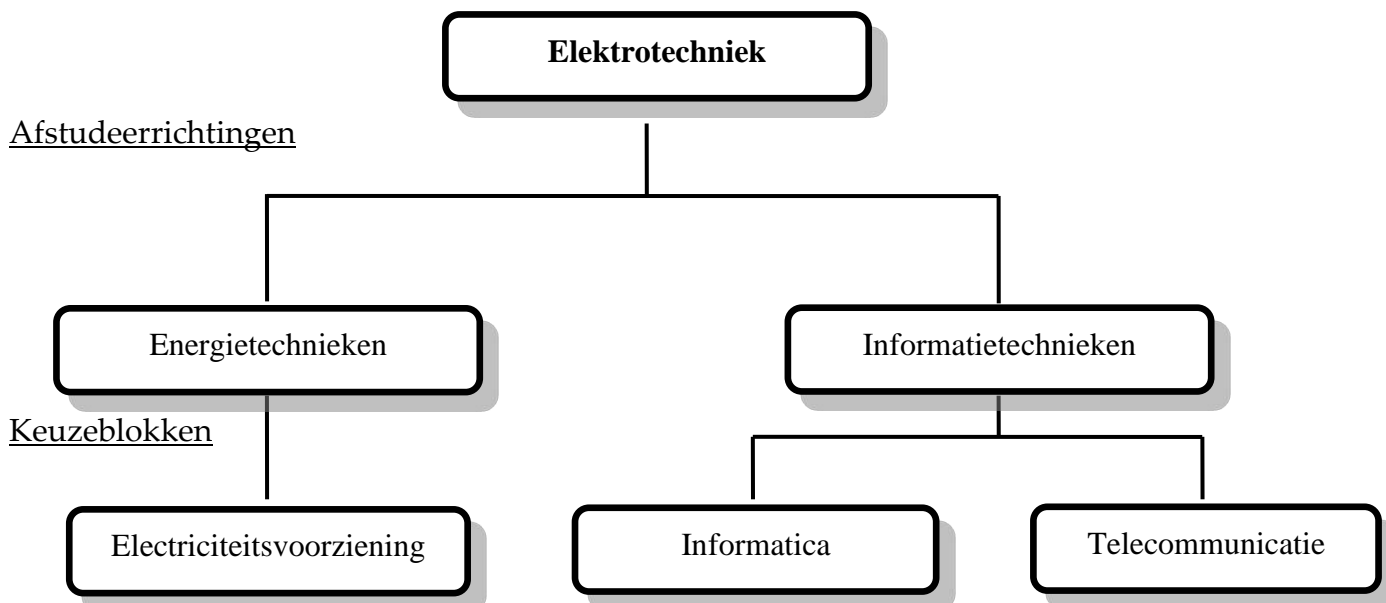 Elektrotechniek
Afstudeerrichtingen
Energietechnieken
Informatietechnieken
Keuzeblokken
Electriciteitsvoorziening
Informatica
Telecommunicatie